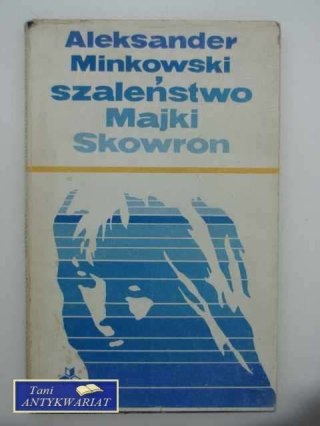 Aleksander
Minkowski
szaleństwo
Majki
Skowron
Tani
ANTYKWARIAT